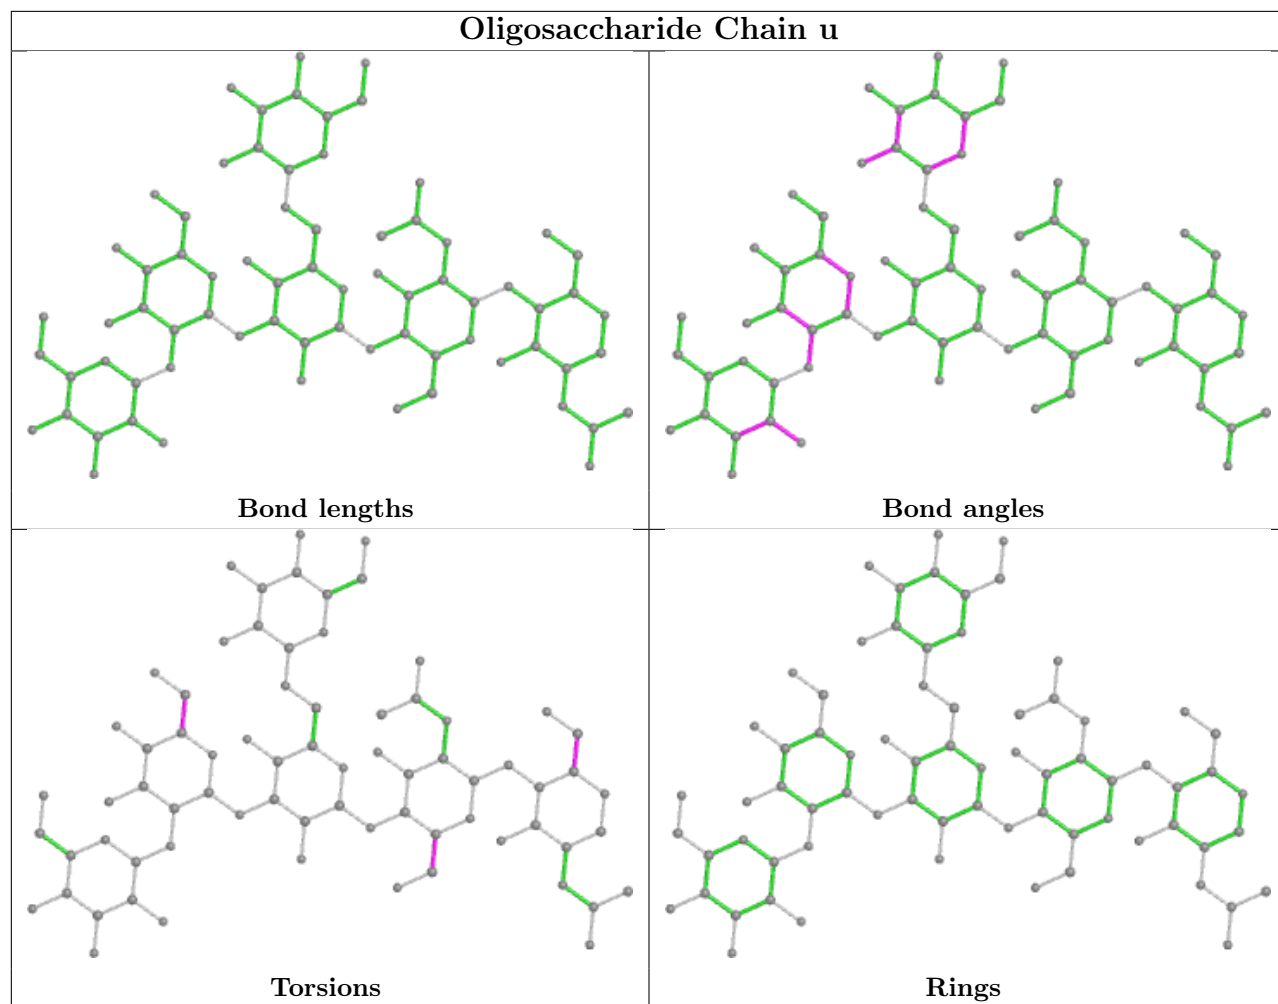 Oligosaccharide Chain u
Bond lengths
Bond angles
Torsions
Rings